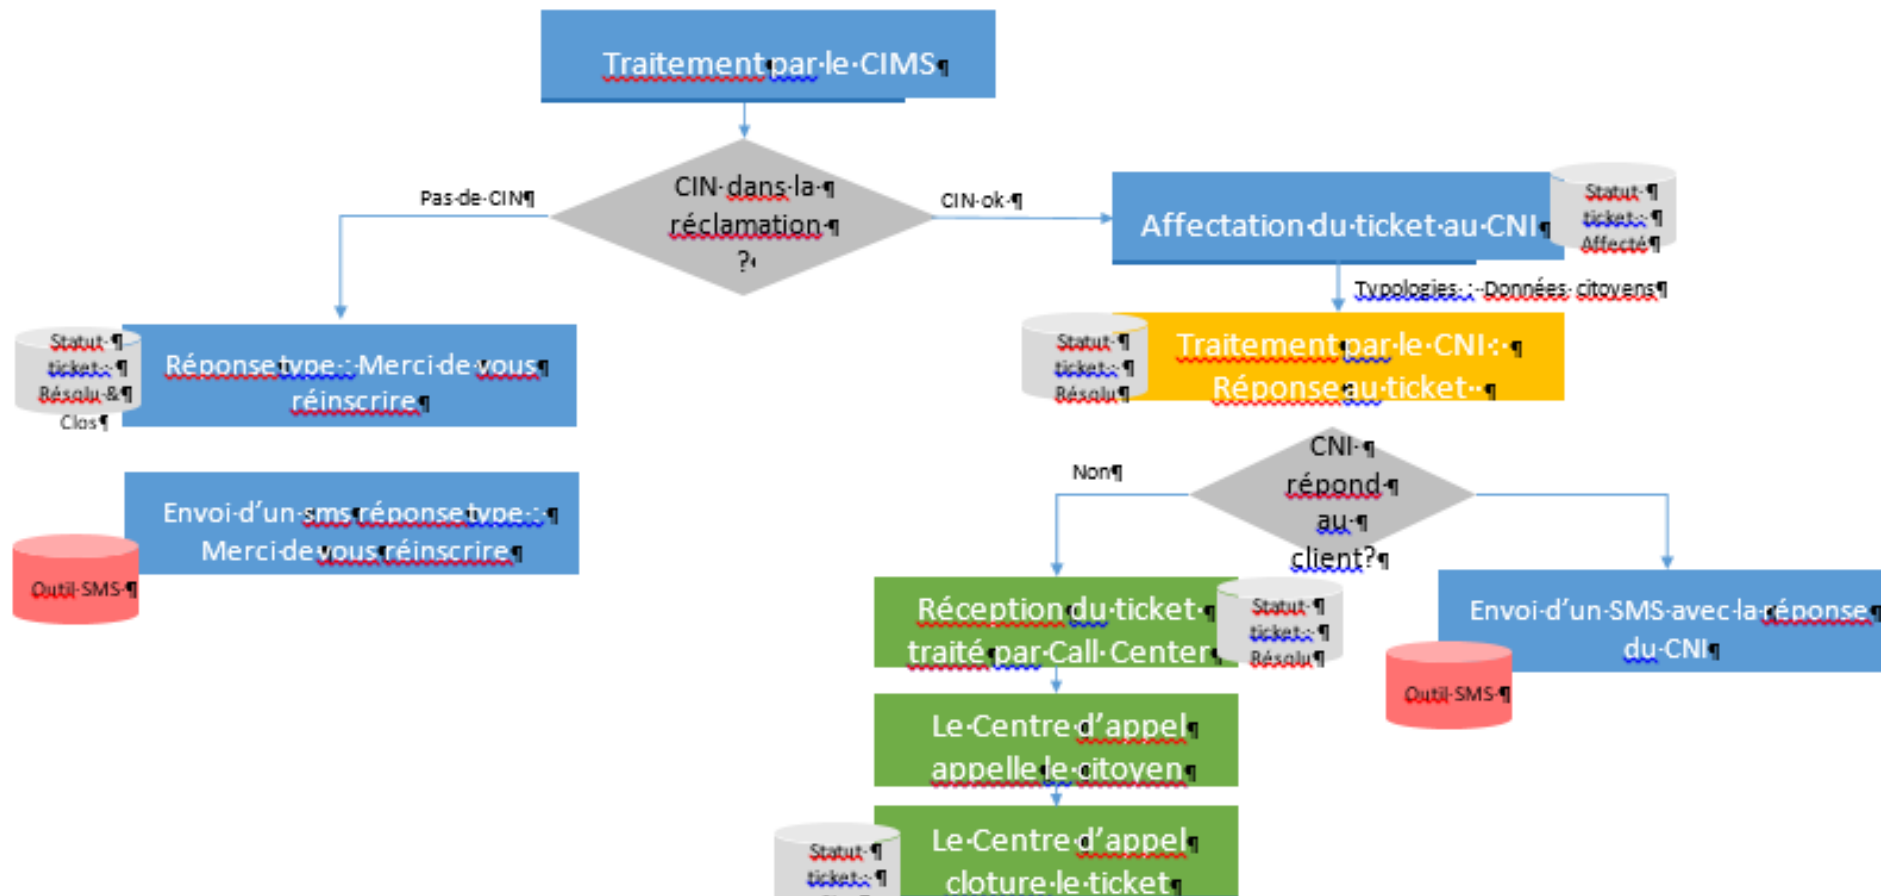 Traitement par le CIMS
CIN dans la
réclamation
?
Pas de CIN
CIN ok
Affectation du ticket au CNI
Statut
ticket :
Affecté
Typologies : Données citoyens
Statut
ticket :
Résolu &
Clos
Réponse type : Merci de vous
réinscrire
Statut
ticket :
Résolu
Traitement par le CNI :
Réponse au ticket
Envoi d’un sms réponse type :
Merci de vous réinscrire
Outil SMS
CNI
répond
au
client?
Non
Réception du ticket
traité par Call Center
Statut
ticket :
Résolu
Envoi d’un SMS avec la réponse
du CNI
Outil SMS
Le Centre d’appel
appelle le citoyen
Le Centre d’appel
cloture le ticket
Statut
ticket :